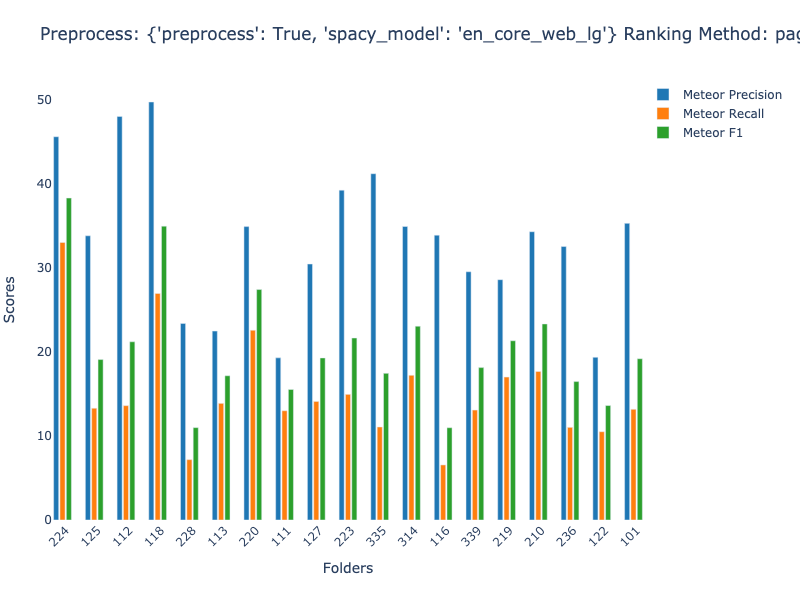 Preprocess: {'preprocess': True, 'spacy_model': 'en_core_web_lg'} Ranking Method: pag
Meteor Precision
Meteor Recall
Meteor F1
50
40
30
20
10
0
Scores
224 125 112 118 228 113 220 111 127 223 335 314 116 339 219 210 236 122 101
Folders